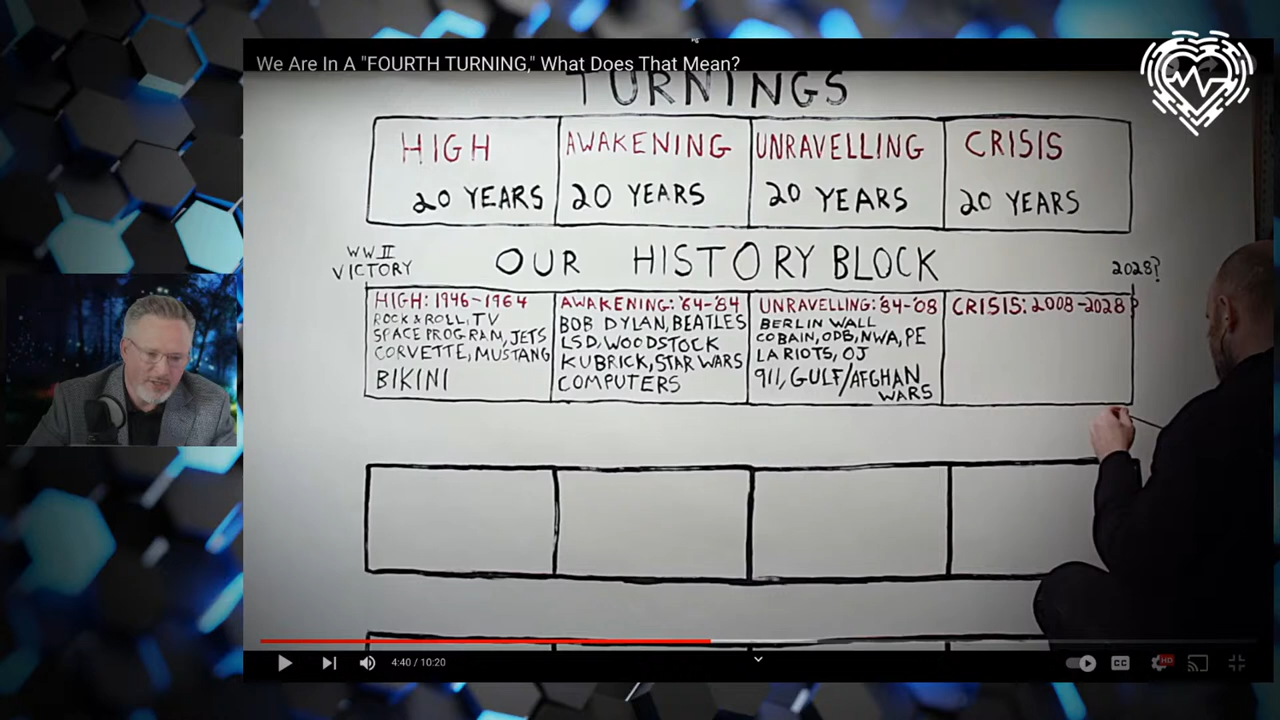 We Are In A "FOURTH TURNING," What Does That Mean?
TURNINGS
HIGH
20 YEARS
AWAKENING
20 YEARS
UNRAVELLING
20 YEARS
CRISIS
20 YEARS
WWII
VICTORY
OUR HISTORY BLOCK
2028?
HIGH: 1946-1964
ROCK & ROLL, TV
SPACE PROGRAM, JETS
CORVETTE, MUSTANG
BIKINI
AWAKENING: '64-'84
BOB DYLAN, BEATLES
LSD, WOODSTOCK
KUBRICK, STAR WARS
COMPUTERS
UNRAVELLING: '84-'08
BERLIN WALL
COBAIN, ODB, NWA, PE
LA RIOTS, OJ
911, GULF/AFGHAN
WARS
CRISIS: 2008-2028?
4:40 / 10:20
CC
HD